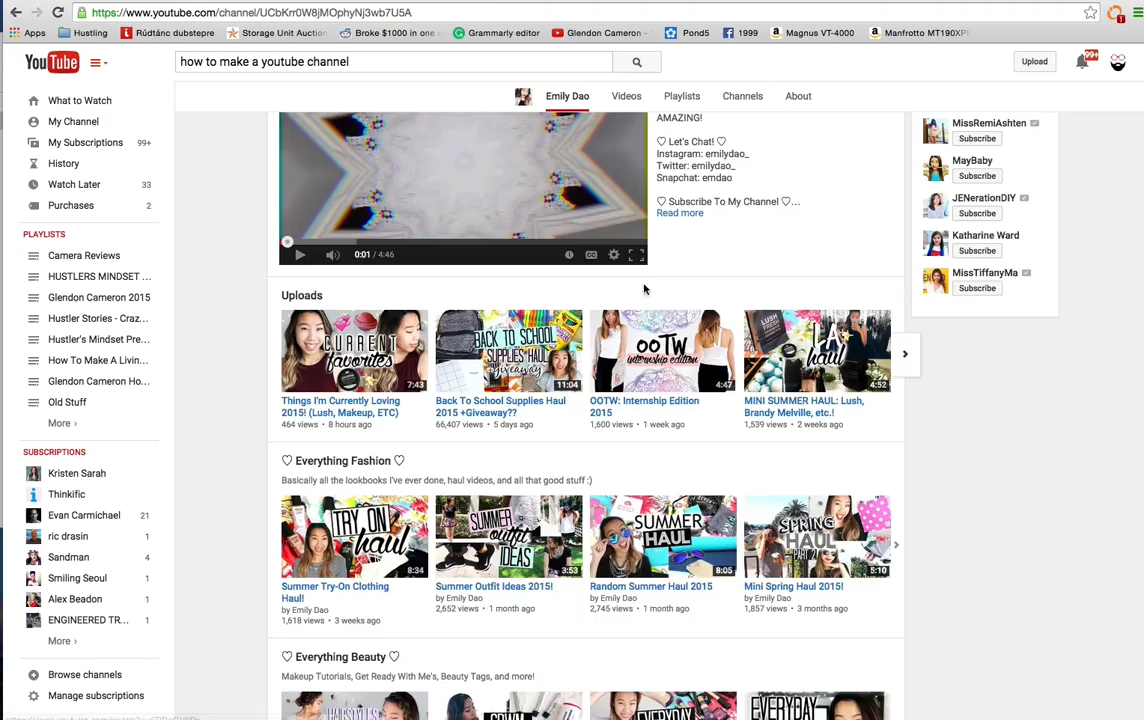 https://www.youtube.com/channel/UCbKrr0W8jMOphyNj3wb7U5A
Apps
Hustling
Rúdtánc dubstepre
Storage Unit Auction
Broke $1000 in one
Grammarly editor
Glendon Cameron -
Pond5
1999
Magnus VT-4000
Manfrotto MT190XP
YouTube
how to make a youtube channel
Upload
99+
Emily Dao
Videos
Playlists
Channels
About
What to Watch
My Channel
My Subscriptions 99+
History
Watch Later 33
Purchases 2
PLAYLISTS
Camera Reviews
HUSTLERS MINDSET ...
Glendon Cameron 2015
Hustler Stories - Craz...
Hustler's Mindset Pre...
How To Make A Livin...
Glendon Cameron Ho...
Old Stuff
More ›
SUBSCRIPTIONS
Kristen Sarah
Thinkific
Evan Carmichael 21
ric drasin 1
Sandman 4
Smiling Seoul 1
Alex Beadon 1
ENGINEERED TR... 1
More ›
Browse channels
Manage subscriptions
0:01 / 4:46
AMAZING!
♡ Let's Chat! ♡
Instagram: emilydao_
Twitter: emilydao_
Snapchat: emdao
♡ Subscribe To My Channel ♡...
Read more
MissRemiAshten
Subscribe
MayBaby
Subscribe
JENerationDIY
Subscribe
Katharine Ward
Subscribe
MissTiffanyMa
Subscribe
Uploads
CURRENT
favorites
7:43
Things I'm Currently Loving
2015! (Lush, Makeup, ETC)
464 views • 8 hours ago
BACK TO SCHOOL
SUPPLIES HAUL
+giveaway
11:04
Back To School Supplies Haul
2015 +Giveaway??
66,407 views • 5 days ago
OOTW
internship edition
4:47
OOTW: Internship Edition
2015
1,600 views • 1 week ago
LUSH
FRESH
LA
haul
4:52
MINI SUMMER HAUL: Lush,
Brandy Melville, etc.!
1,539 views • 2 weeks ago
♡ Everything Fashion ♡
Basically all the lookbooks I've ever done, haul videos, and all that good stuff :)
TRY ON
haul
8:34
Summer Try-On Clothing
Haul!
by Emily Dao
1,618 views • 3 weeks ago
SUMMER
outfit
IDEAS
3:53
Summer Outfit Ideas 2015!
2,652 views • 1 month ago
SUMMER
HAUL
8:05
Random Summer Haul 2015
by Emily Dao
2,745 views • 1 month ago
SPRING
HAUL
PART 2
5:10
Mini Spring Haul 2015!
by Emily Dao
1,857 views • 3 months ago
♡ Everything Beauty ♡
Makeup Tutorials, Get Ready With Me's, Beauty Tags, and more!
HAIRSTYLES
GRWM
EVERYDAY
EVERYDAY